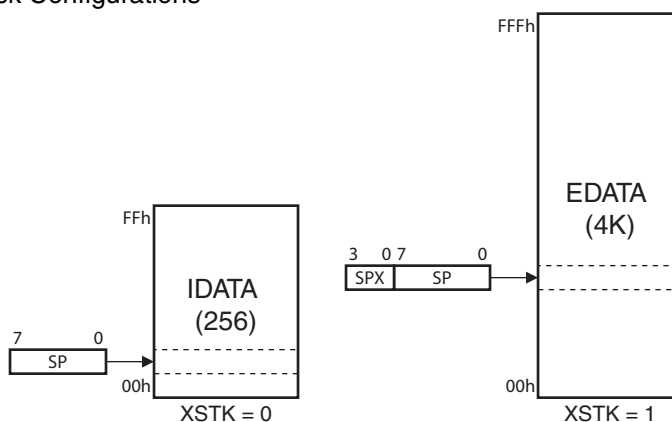 k Configurations
FFFh
EDATA
(4K)
3 0 7 0
SPX SP
00h
XSTK = 1
FFh
IDATA
(256)
7 0
SP
00h
XSTK = 0